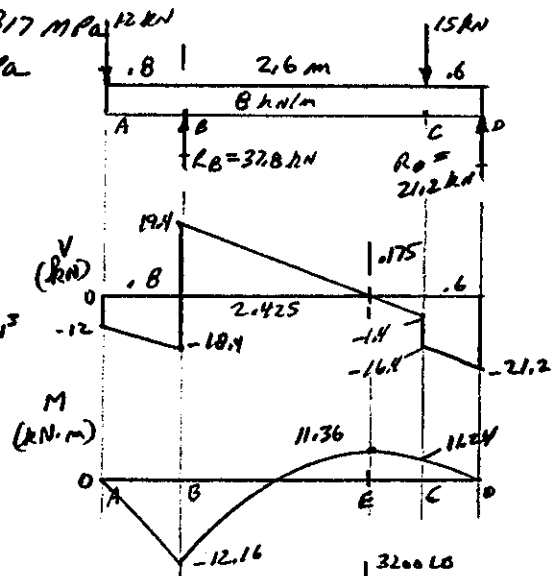 817 MPa 12 kN 15 kN
Pa .8 2.6 m .6
8 kN/m
A B C D
R_B = 37.8 kN R_D =
21.2 kN
19.4
V .175
(kN) 0 .8 2.425 .6
-12 -18.4 -1.4
-16.4 -21.2
M
(kN·m) 11.36 11.24
0 A B E C D
-12.16
3200 LB